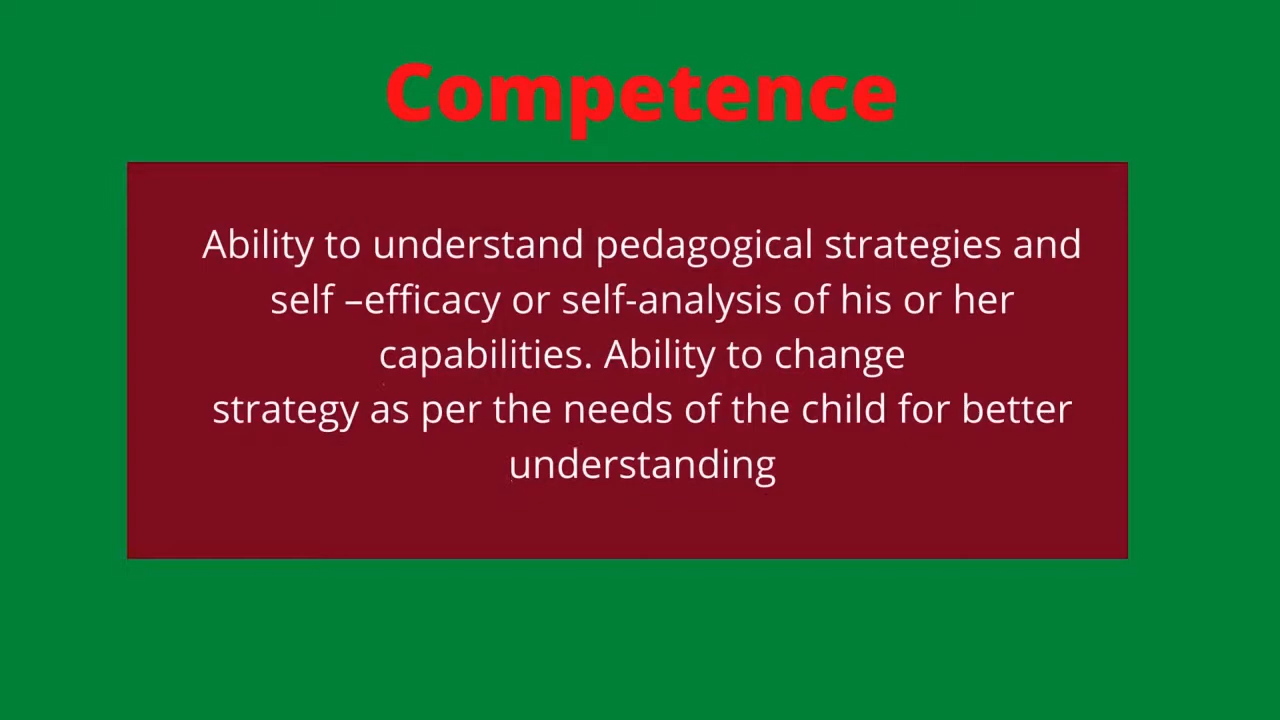 Competence
Ability to understand pedagogical strategies and
self –efficacy or self-analysis of his or her
capabilities. Ability to change
strategy as per the needs of the child for better
understanding